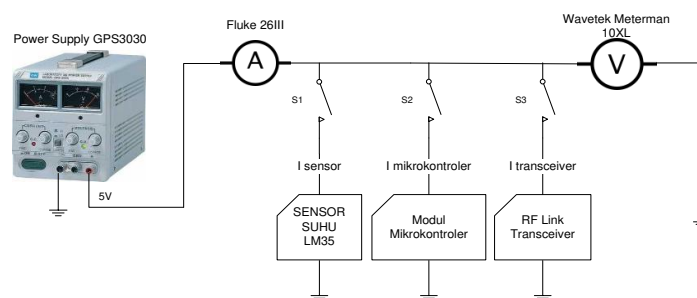 Power Supply GPS3030
Fluke 26III
Wavetek Meterman
10XL
A
V
S1
S2
S3
I sensor
I mikrokontroler
I transceiver
5V
SENSOR
SUHU
LM35
Modul
Mikrokontroler
RF Link
Transceiver